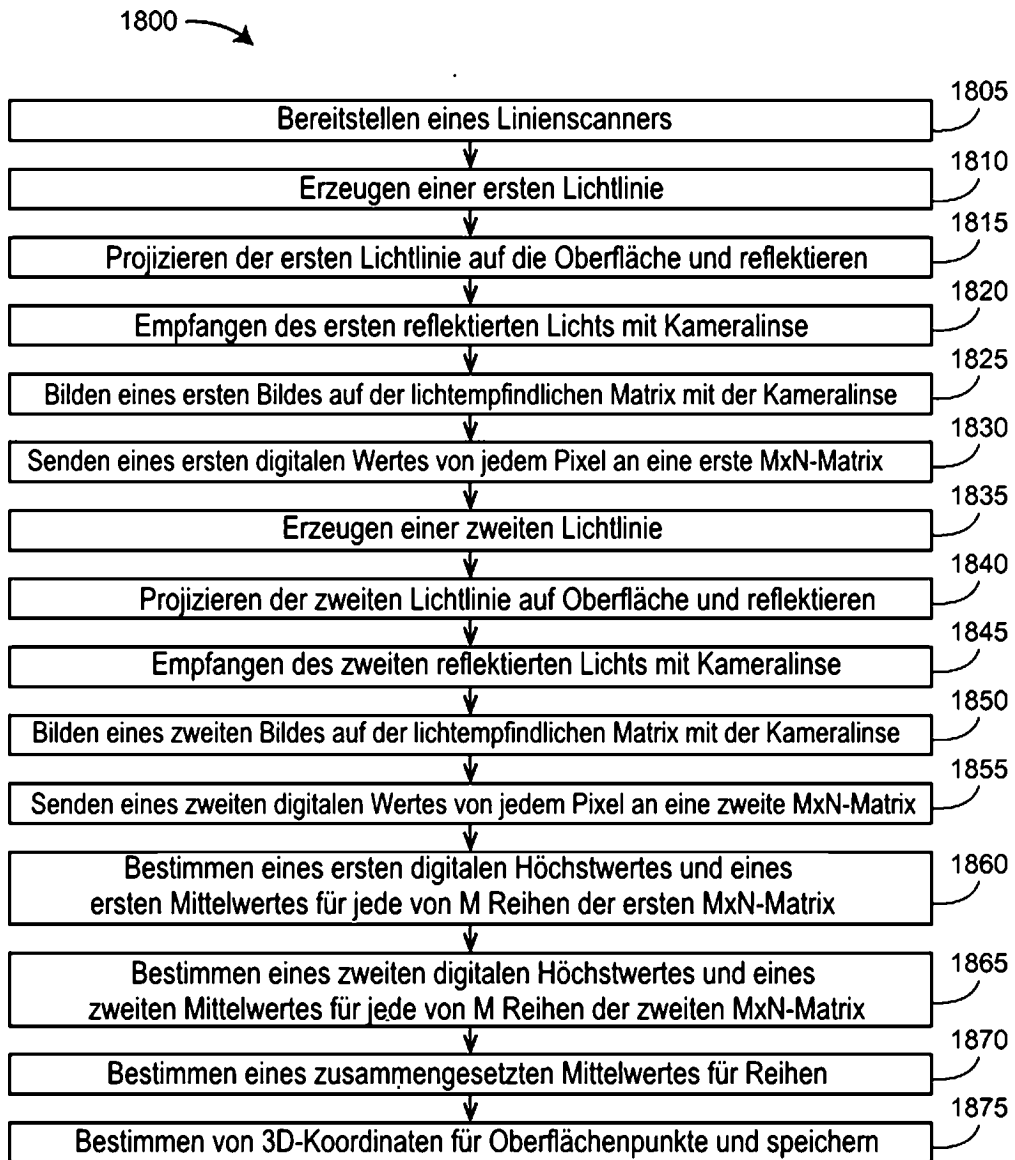 1800
1805
Bereitstellen eines Linienscanners
1810
Erzeugen einer ersten Lichtlinie
1815
Projizieren der ersten Lichtlinie auf die Oberfläche und reflektieren
1820
Empfangen des ersten reflektierten Lichts mit Kameralinse
1825
Bilden eines ersten Bildes auf der lichtempfindlichen Matrix mit der Kameralinse
1830
Senden eines ersten digitalen Wertes von jedem Pixel an eine erste MxN-Matrix
1835
Erzeugen einer zweiten Lichtlinie
1840
Projizieren der zweiten Lichtlinie auf Oberfläche und reflektieren
1845
Empfangen des zweiten reflektierten Lichts mit Kameralinse
1850
Bilden eines zweiten Bildes auf der lichtempfindlichen Matrix mit der Kameralinse
1855
Senden eines zweiten digitalen Wertes von jedem Pixel an eine zweite MxN-Matrix
1860
Bestimmen eines ersten digitalen Höchstwertes und eines
ersten Mittelwertes für jede von M Reihen der ersten MxN-Matrix
1865
Bestimmen eines zweiten digitalen Höchstwertes und eines
zweiten Mittelwertes für jede von M Reihen der zweiten MxN-Matrix
1870
Bestimmen eines zusammengesetzten Mittelwertes für Reihen
1875
Bestimmen von 3D-Koordinaten für Oberflächenpunkte und speichern